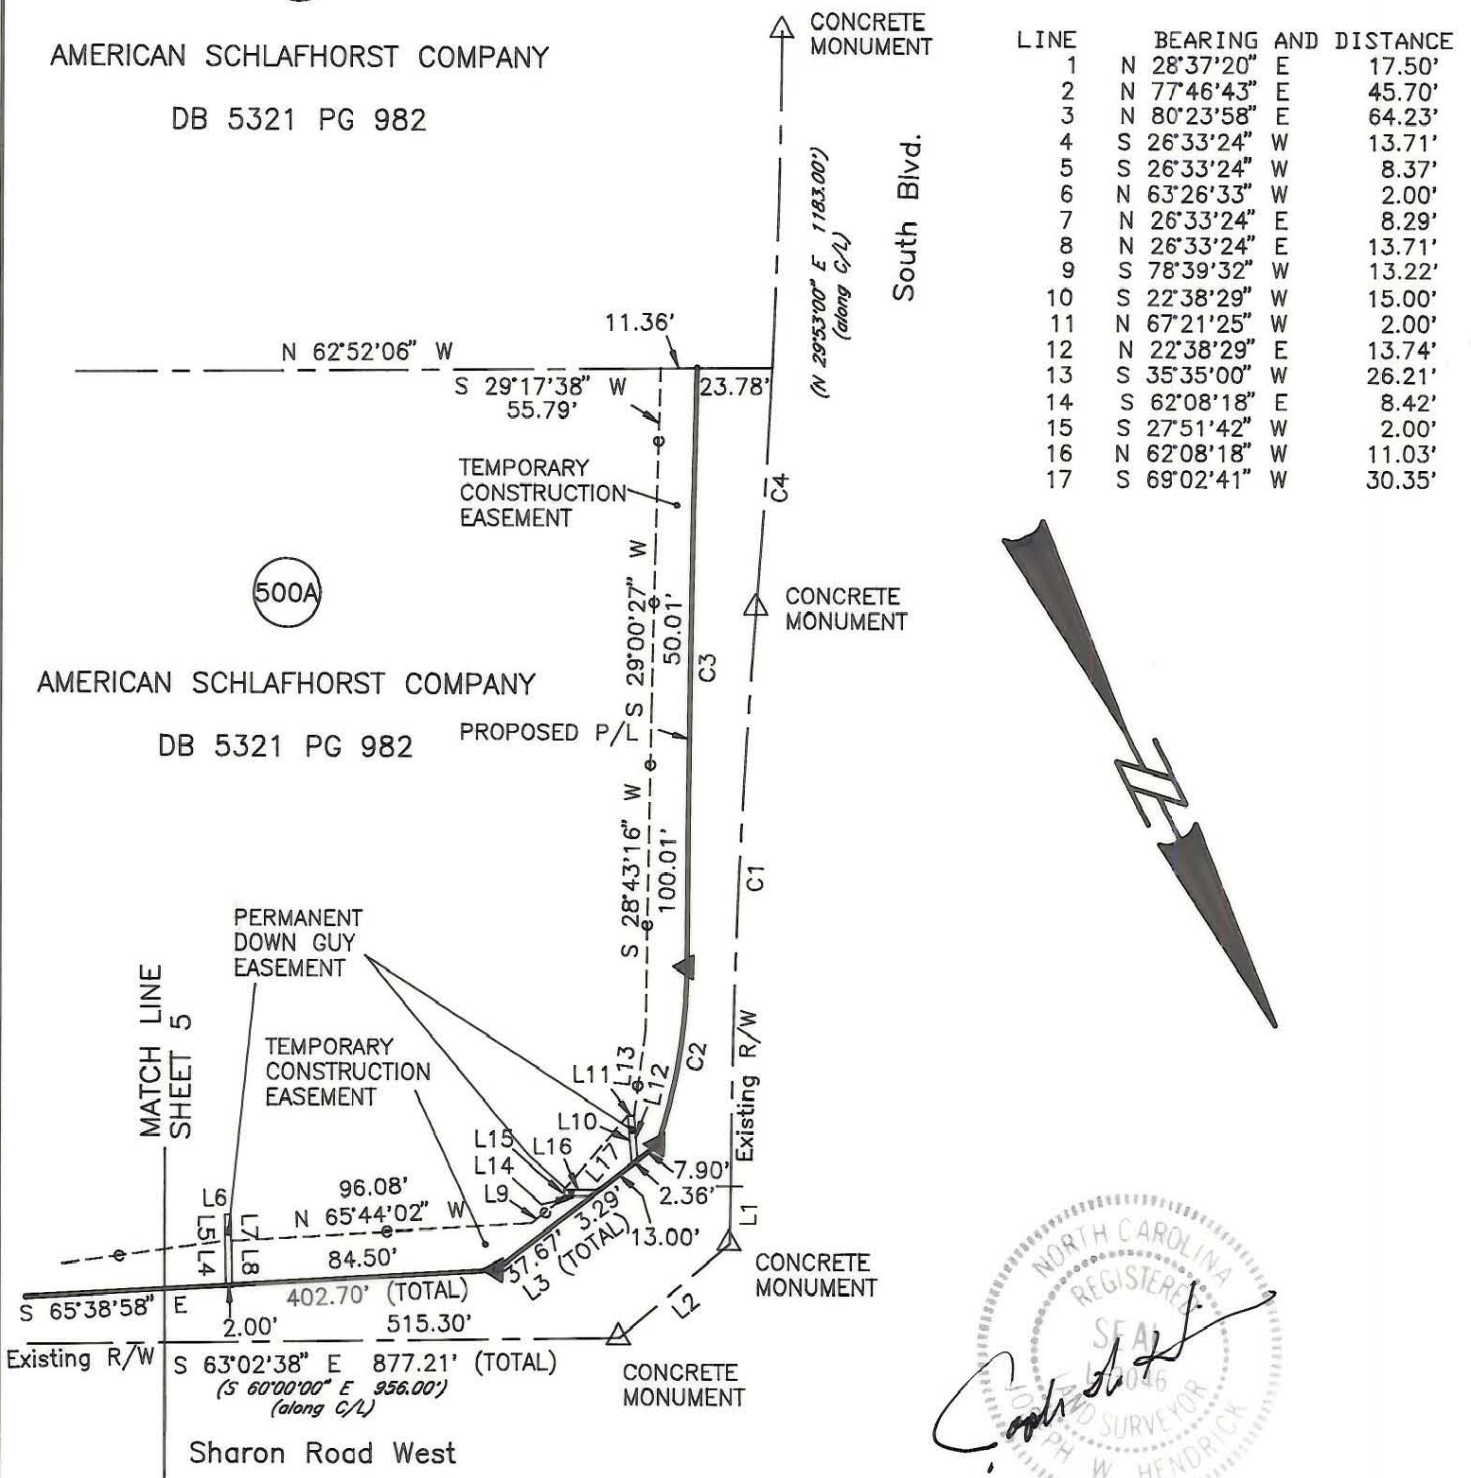 AMERICAN SCHLAFHORST COMPANY
DB 5321 PG 982
CONCRETE
MONUMENT
South Blvd.
(N 29°53'00" E 1183.00')
(along C/L)
LINE BEARING AND DISTANCE
1 N 28°37'20" E 17.50'
2 N 77°46'43" E 45.70'
3 N 80°23'58" E 64.23'
4 S 26°33'24" W 13.71'
5 S 26°33'24" W 8.37'
6 N 63°26'33" W 2.00'
7 N 26°33'24" E 8.29'
8 N 26°33'24" E 13.71'
9 S 78°39'32" W 13.22'
10 S 22°38'29" W 15.00'
11 N 67°21'25" W 2.00'
12 N 22°38'29" E 13.74'
13 S 35°35'00" W 26.21'
14 S 62°08'18" E 8.42'
15 S 27°51'42" W 2.00'
16 N 62°08'18" W 11.03'
17 S 69°02'41" W 30.35'
11.36'
N 62°52'06" W
S 29°17'38" W
55.79'
23.78'
TEMPORARY
CONSTRUCTION
EASEMENT
C4
500A
CONCRETE
MONUMENT
S 29°00'27" W
50.01'
C3
AMERICAN SCHLAFHORST COMPANY
DB 5321 PG 982
PROPOSED P/L
S 28°43'16" W
100.01'
C1
PERMANENT
DOWN GUY
EASEMENT
MATCH LINE
SHEET 5
TEMPORARY
CONSTRUCTION
EASEMENT
C2
Existing R/W
L11
L13
L12
L10
L15
L16
L17
L14
L9
7.90'
2.36'
3.29'
13.00'
37.67'
L3 (TOTAL)
L1
L2
CONCRETE
MONUMENT
L6
L5
L4
L7
L8
96.08'
N 65°44'02" W
84.50'
402.70' (TOTAL)
S 65°38'58" E
2.00'
515.30'
Existing R/W
S 63°02'38" E 877.21' (TOTAL)
(S 60°00'00" E 956.00')
(along C/L)
CONCRETE
MONUMENT
Sharon Road West
NORTH CAROLINA
REGISTERED
SEAL
AND SURVEYOR
JOSEPH W HENDRICK